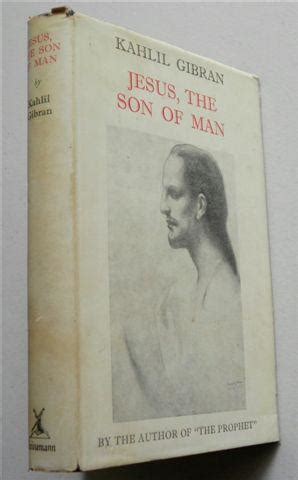 JESUS,
THE SON
OF MAN
by
Kahlil
Gibran
KAHLIL GIBRAN
JESUS, THE
SON OF MAN
BY THE AUTHOR OF "THE PROPHET"